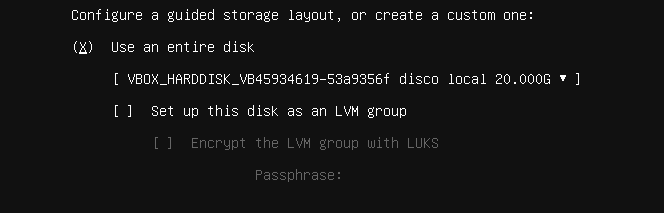 Configure a guided storage layout, or create a custom one:
(X) Use an entire disk
[ VBOX_HARDDISK_VB45934619-53a9356f disco local 20.000G ▾ ]
[ ] Set up this disk as an LVM group
[ ] Encrypt the LVM group with LUKS
Passphrase: